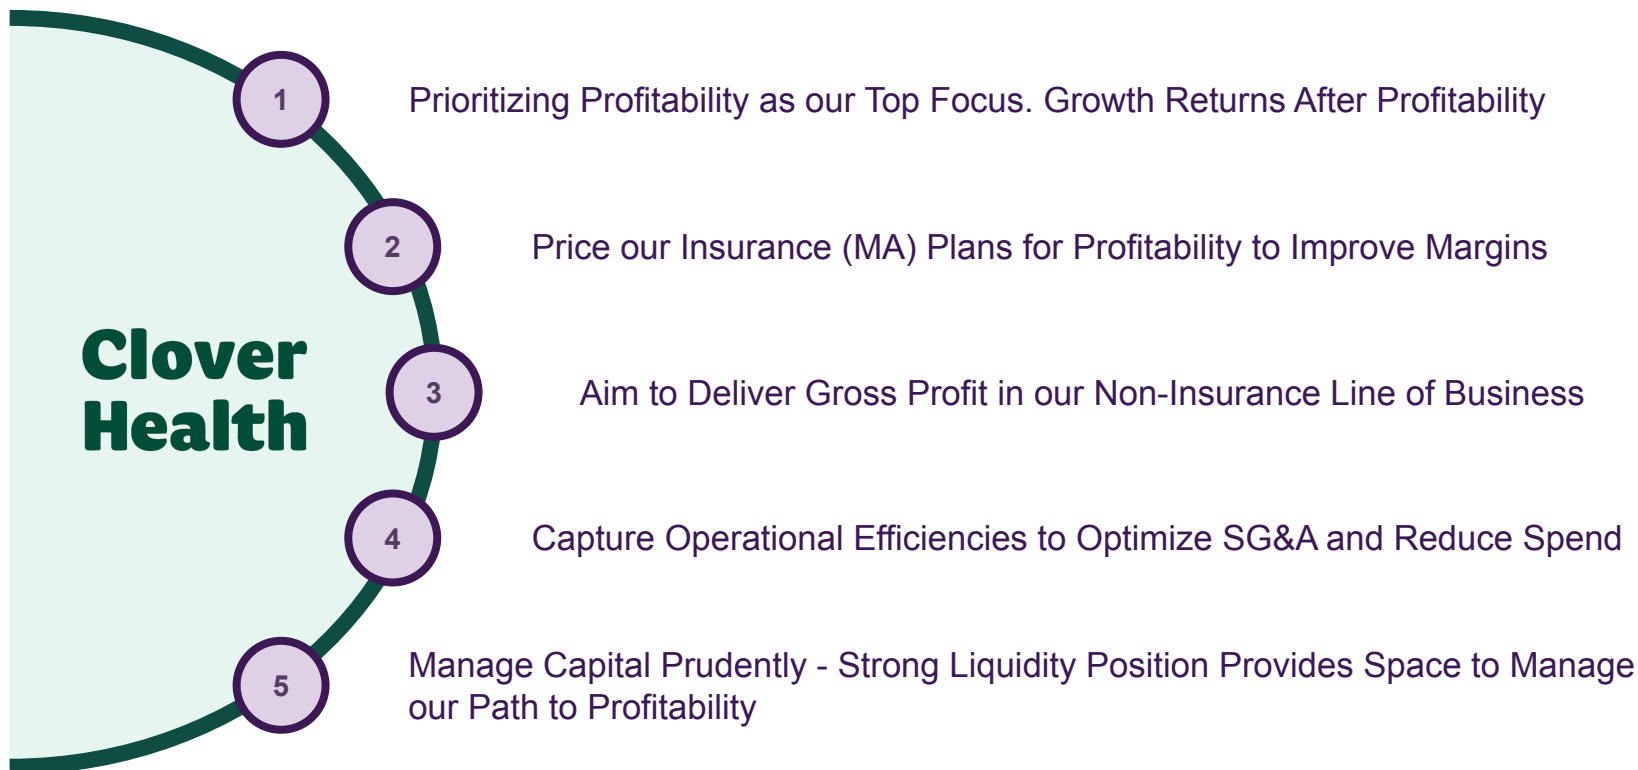 1
Prioritizing Profitability as our Top Focus. Growth Returns After Profitability
2
Price our Insurance (MA) Plans for Profitability to Improve Margins
Clover
Health
3
Aim to Deliver Gross Profit in our Non-Insurance Line of Business
4
Capture Operational Efficiencies to Optimize SG&A and Reduce Spend
5
Manage Capital Prudently - Strong Liquidity Position Provides Space to Manage
our Path to Profitability